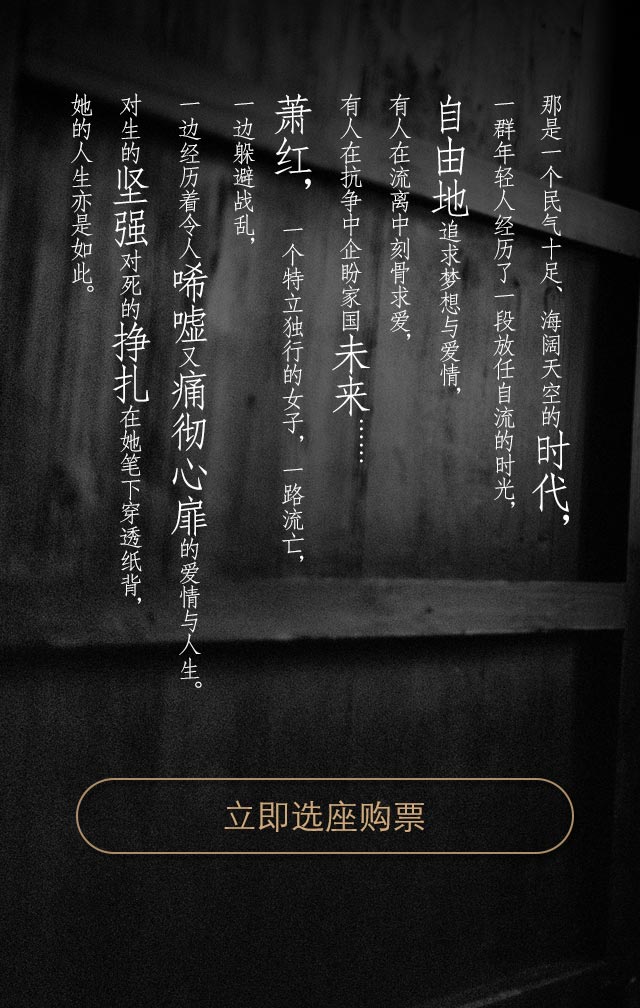 那是一个民气十足、海阔天空的时代，
一群年轻人经历了一段放任自流的时光，
自由地追求梦想与爱情，
有人在流离中刻骨求爱，
有人在抗争中企盼家国未来……
萧红，一个特立独行的女子，一路流亡，
一边躲避战乱，
一边经历着令人唏嘘又痛彻心扉的爱情与人生。
对生的坚强对死的挣扎在她笔下穿透纸背，
她的人生亦是如此。
立即选座购票